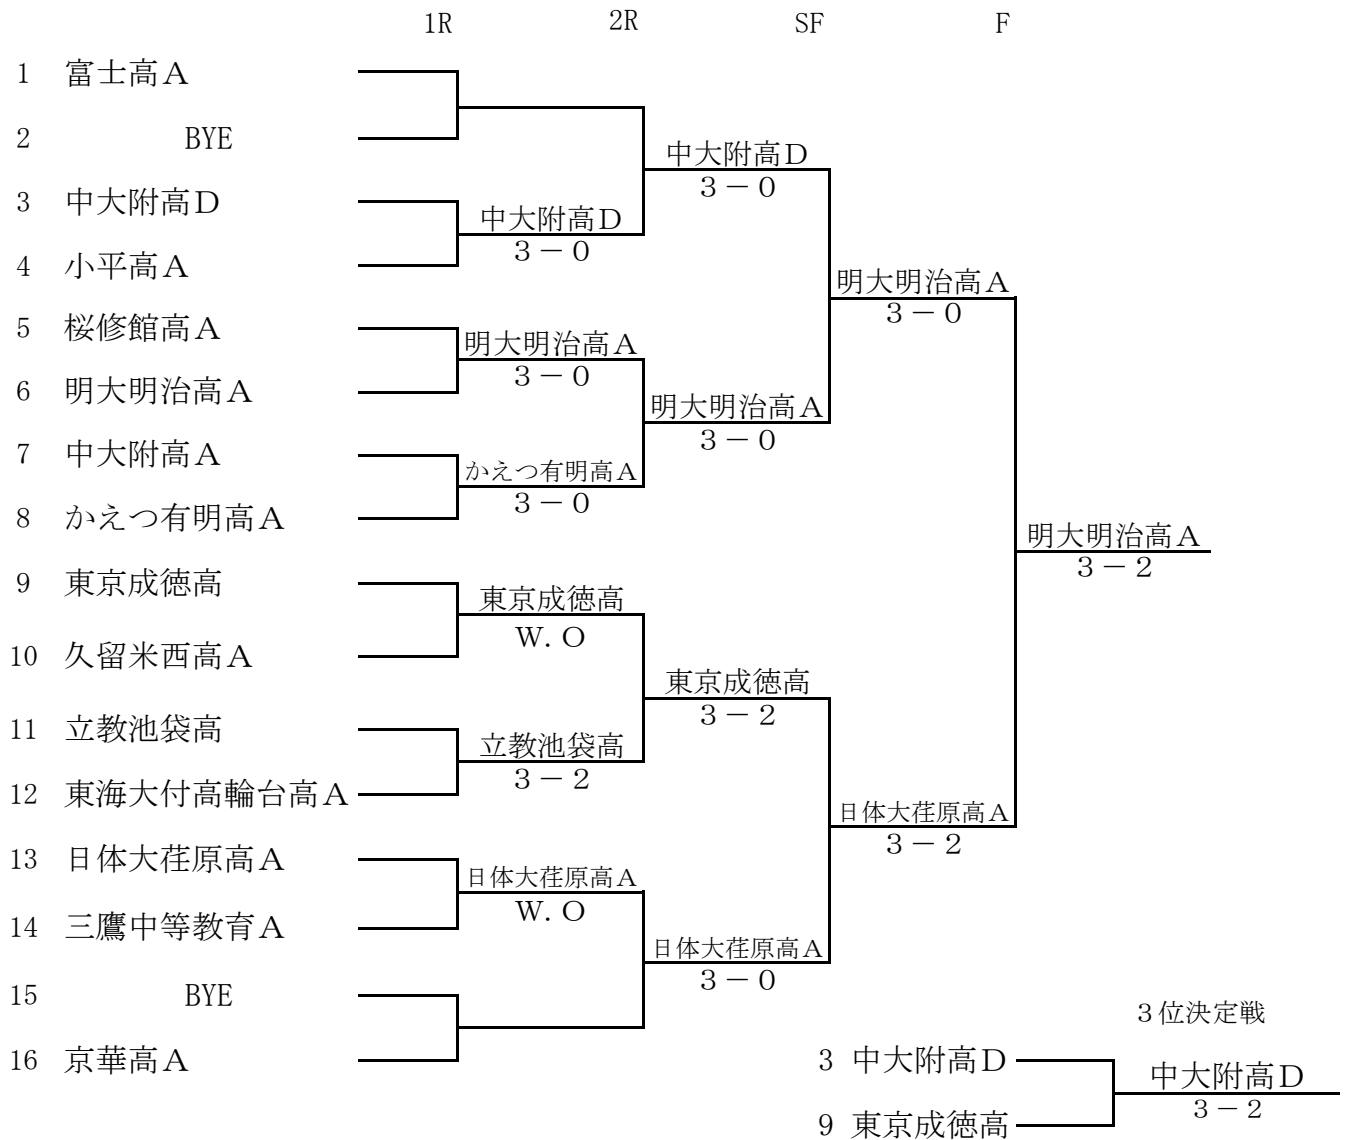 1R 2R SF F
1 富士高A
2 BYE
中大附高D
3－0
3 中大附高D
中大附高D
3－0
4 小平高A
明大明治高A
3－0
5 桜修館高A
明大明治高A
3－0
6 明大明治高A
明大明治高A
3－0
7 中大附高A
かえつ有明高A
3－0
8 かえつ有明高A
明大明治高A
3－2
9 東京成徳高
東京成徳高
W.O
10 久留米西高A
東京成徳高
3－2
11 立教池袋高
立教池袋高
3－2
12 東海大付高輪台高A
日体大荏原高A
3－2
13 日体大荏原高A
日体大荏原高A
W.O
14 三鷹中等教育A
日体大荏原高A
3－0
15 BYE
16 京華高A
3位決定戦
3 中大附高D
中大附高D
3－2
9 東京成徳高